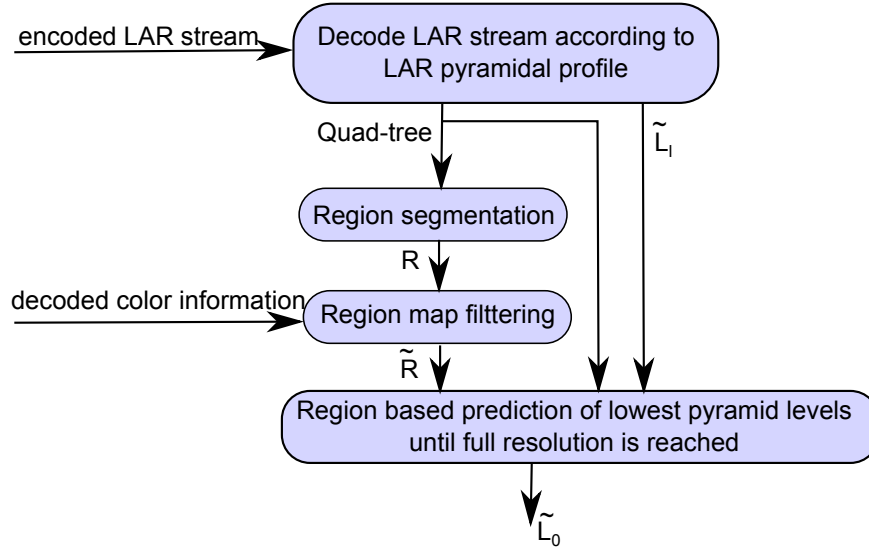 encoded LAR stream
Decode LAR stream according to
LAR pyramidal profile
Quad-tree
L̃ₗ
Region segmentation
R
decoded color information
Region map filttering
R̃
Region based prediction of lowest pyramid levels
until full resolution is reached
L̃₀